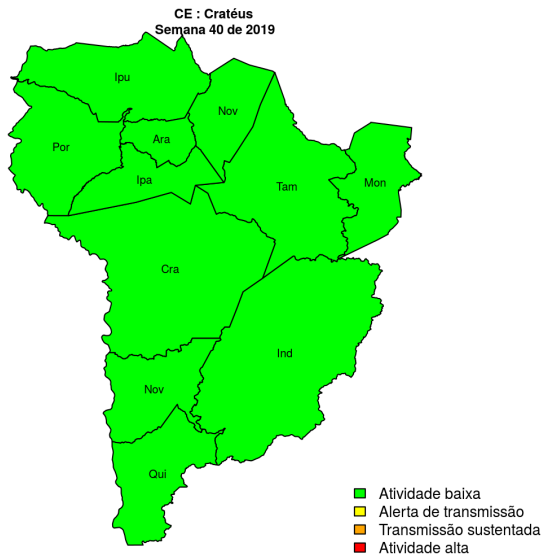 CE : Cratéus
Semana 40 de 2019
Ipu
Nov
Ara
Por
Ipa
Tam
Mon
Cra
Ind
Nov
Qui
Atividade baixa
Alerta de transmissão
Transmissão sustentada
Atividade alta